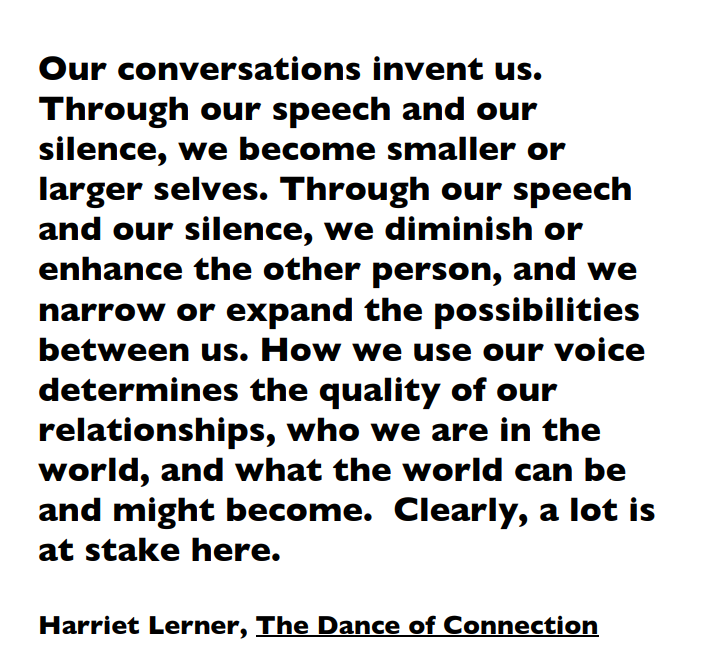 Our conversations invent us.
Through our speech and our
silence, we become smaller or
larger selves. Through our speech
and our silence, we diminish or
enhance the other person, and we
narrow or expand the possibilities
between us. How we use our voice
determines the quality of our
relationships, who we are in the
world, and what the world can be
and might become.  Clearly, a lot is
at stake here.
Harriet Lerner, The Dance of Connection